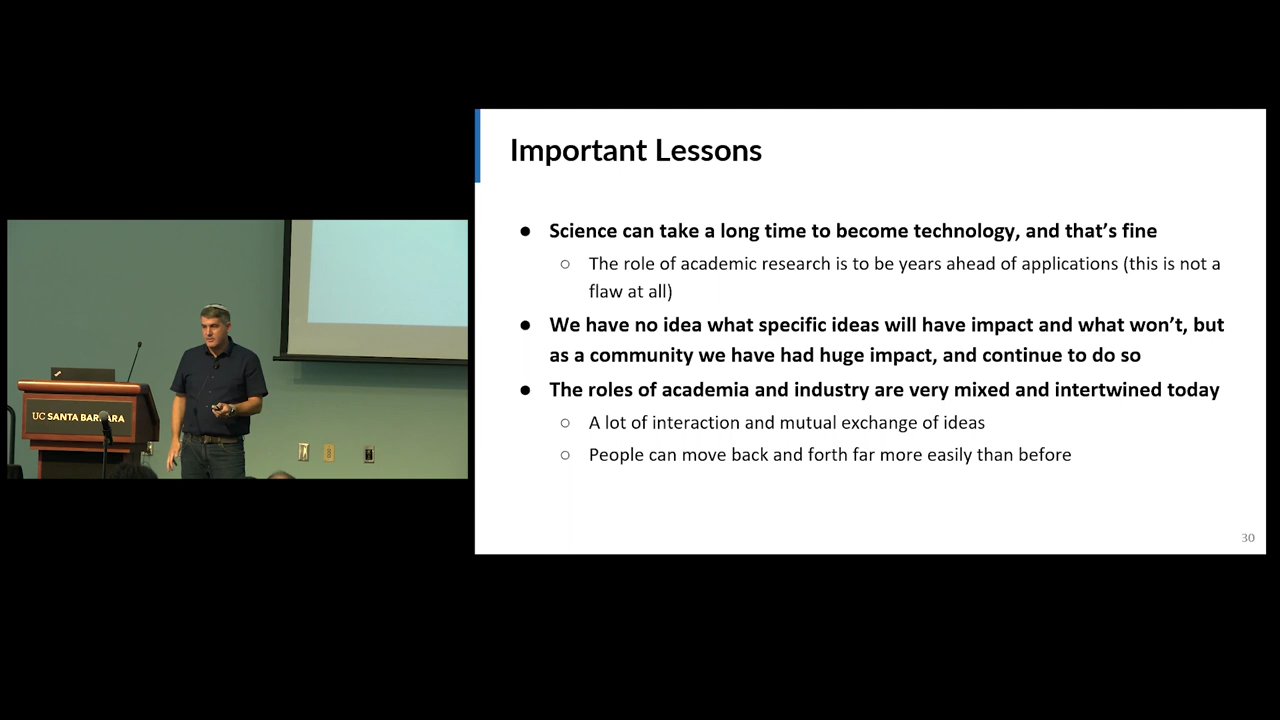 Important Lessons
● Science can take a long time to become technology, and that's fine
○ The role of academic research is to be years ahead of applications (this is not a
flaw at all)
● We have no idea what specific ideas will have impact and what won't, but
as a community we have had huge impact, and continue to do so
● The roles of academia and industry are very mixed and intertwined today
○ A lot of interaction and mutual exchange of ideas
○ People can move back and forth far more easily than before
30
UC SANTA BARBARA